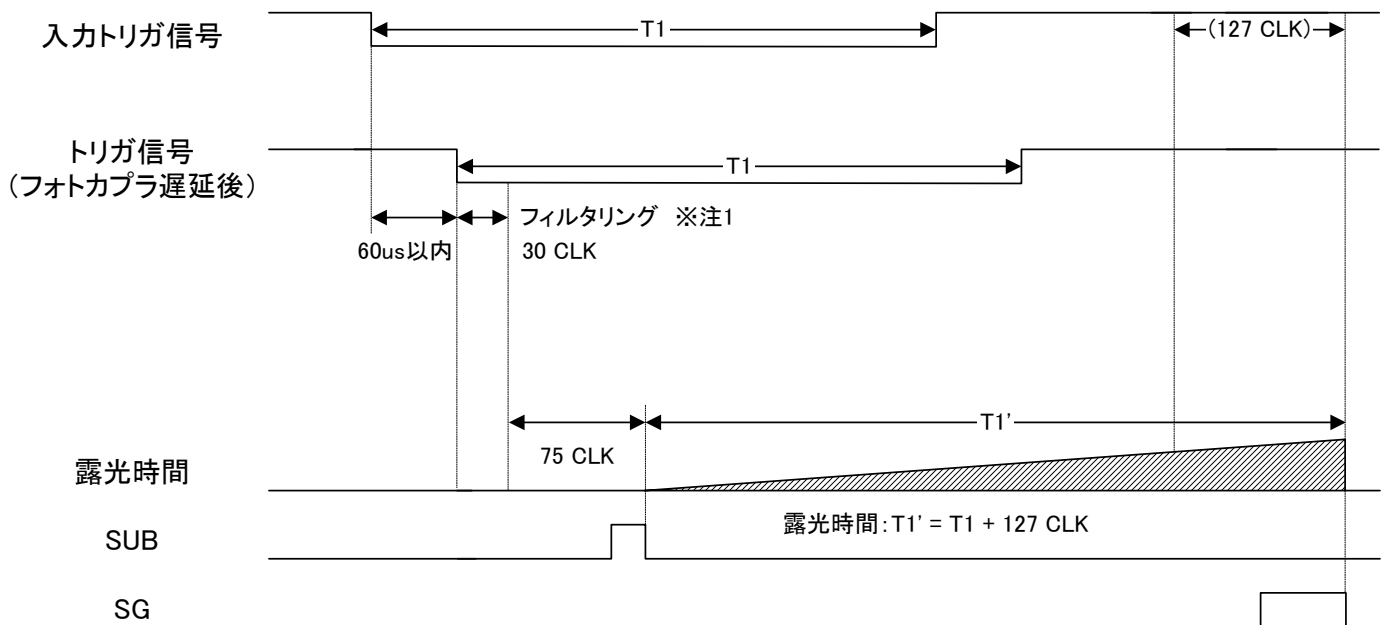 入力トリガ信号
T1
(127 CLK)
トリガ信号
(フォトカプラ遅延後)
T1
フィルタリング ※注1
60us以内
30 CLK
T1'
75 CLK
露光時間
露光時間:T1' = T1 + 127 CLK
SUB
SG